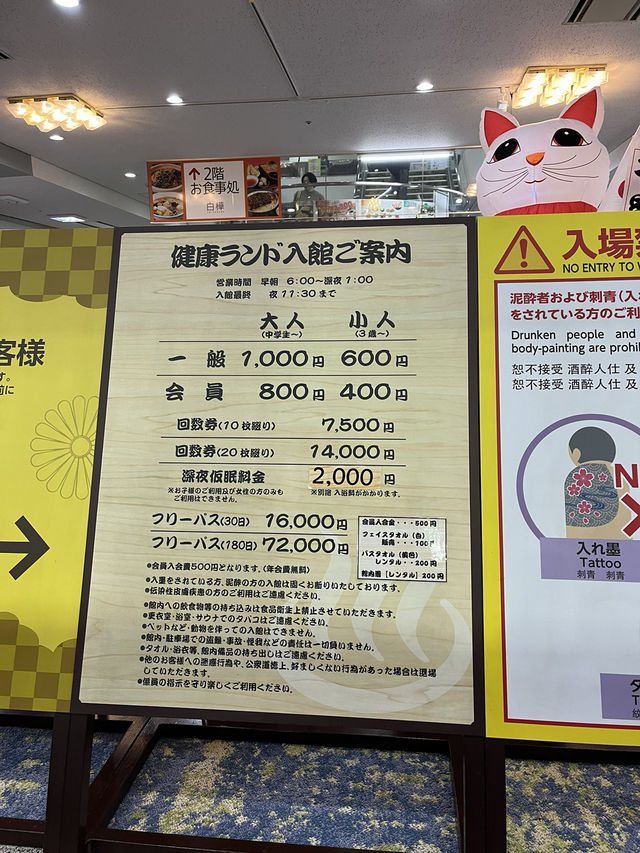 2階
お食事処
白樺
健康ランド入館ご案内
営業時間 早朝 6:00〜深夜 1:00
入館最終 夜 11:30 まで
大人 小人
(中学生〜) (3歳〜)
一般 1,000円 600円
会員 800円 400円
回数券(10枚綴り) 7,500円
回数券(20枚綴り) 14,000円
深夜仮眠料金 2,000円
※お子様のご利用及び女性の方のみも
ご利用はできません。
※別途 入浴料がかかります。
フリーパス(30日) 16,000円
フリーパス(180日) 72,000円
会員入会金・・・500円
フェイスタオル(白)
販売・・・100円
バスタオル(黄色)
レンタル・・200円
館内着[レンタル]200円
●会員入会費500円となります。(年会費無料)
●入墨をされている方、泥酔の方の入館は固くお断りいたしております。
●伝染性皮膚疾患の方のご入館はご遠慮ください。
●館内への飲食物等の持ち込みは食品衛生上禁止させていただきます。
●更衣室・浴室・サウナでのタバコはご遠慮ください。
●ペットなど・動物を伴っての入館はできません。
●館内・駐車場での盗難・事故・怪我などの責任は一切負いません。
●タオル・浴衣等、館内備品の持ち出しはご遠慮ください。
●他のお客様への迷惑行為や、公衆道徳上、好ましくない行為があった場合は退場
していただきます。
●係員の指示を守り楽しくご利用ください。
客様
す。
前に
入場禁
NO ENTRY TO
泥酔者および刺青(入
をされている方のご利
Drunken people and
body-painting are prohi
恕不接受 酒醉人仕 及
恕不接受 酒醉人仕 及
入れ墨
Tattoo
刺青 刺青